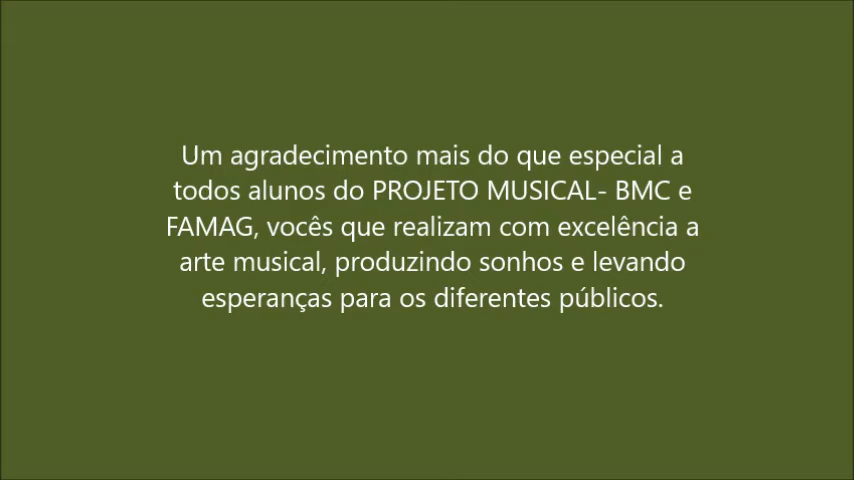 Um agradecimento mais do que especial a
todos alunos do PROJETO MUSICAL- BMC e
FAMAG, vocês que realizam com excelência a
arte musical, produzindo sonhos e levando
esperanças para os diferentes públicos.